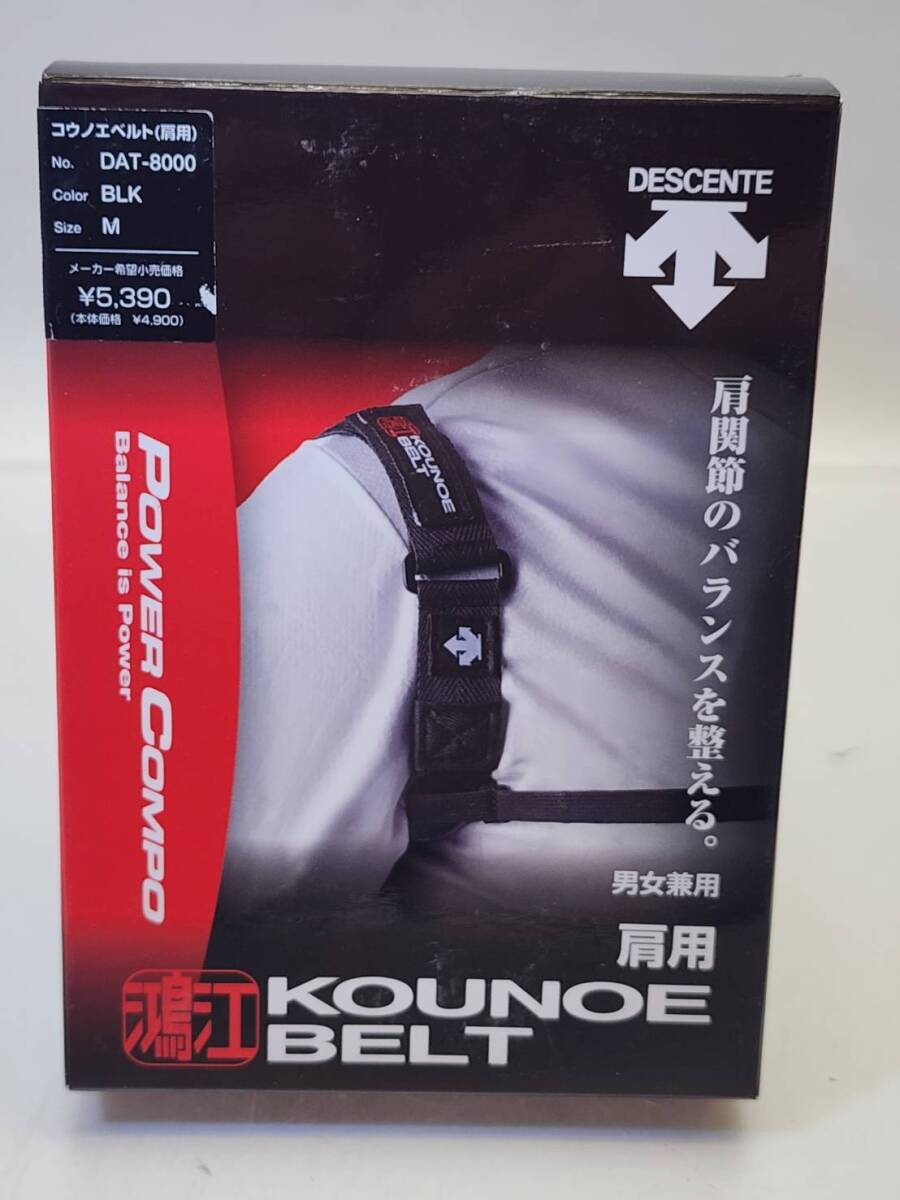 コウノエベルト(肩用)
No. DAT-8000
Color BLK
Size M
メーカー希望小売価格
¥5,390
(本体価格 ¥4,900)
DESCENTE
肩関節のバランスを整える。
鴻江
KOUNOE
BELT
POWER COMPO
Balance is Power
男女兼用
肩用
鴻江
KOUNOE
BELT